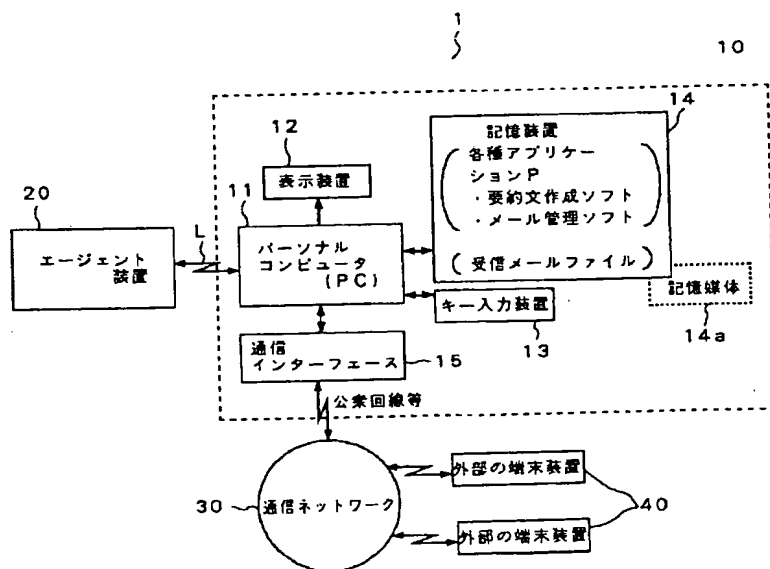 1
10
14
記憶装置
各種アプリケー
ションP
・要約文作成ソフト
・メール管理ソフト
(受信メールファイル)
12
表示装置
20
エージェント
装置
L
11
パーソナル
コンピュータ
(PC)
キー入力装置
13
記憶媒体
14a
通信
インターフェース
15
公衆回線等
30
通信ネットワーク
外部の端末装置
外部の端末装置
40